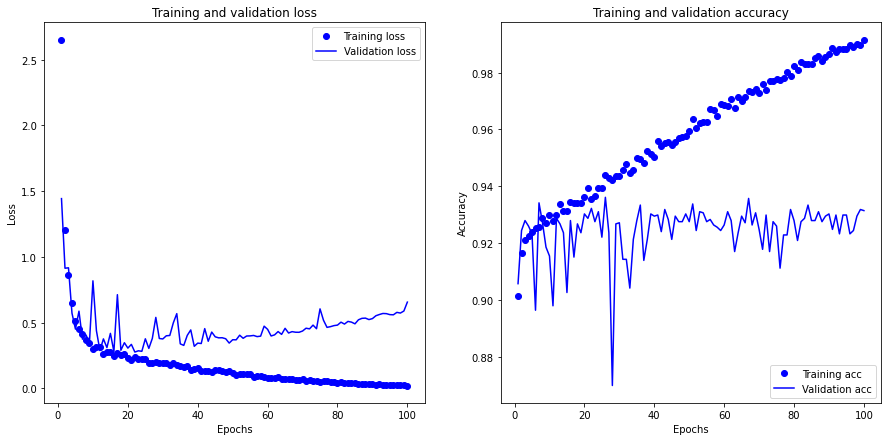 Training and validation loss
Training loss
Validation loss
2.5
2.0
1.5
1.0
0.5
0.0
Loss
0 20 40 60 80 100
Epochs
Training and validation accuracy
0.98
0.96
0.94
0.92
0.90
0.88
Accuracy
Training acc
Validation acc
0 20 40 60 80 100
Epochs